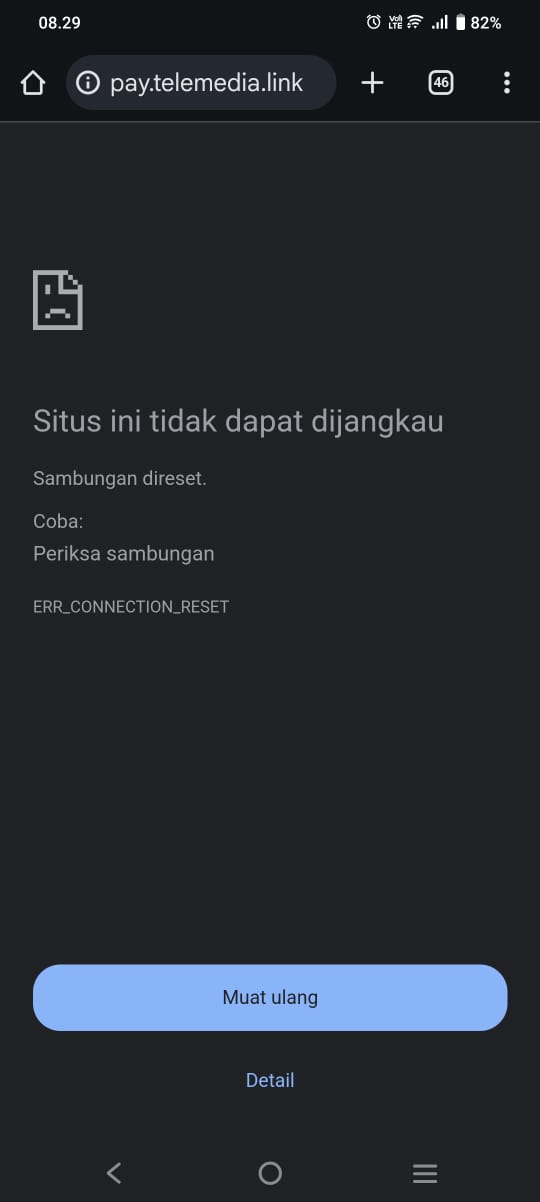 08.29
Vo) LTE
82%
pay.telemedia.link
46
Situs ini tidak dapat dijangkau
Sambungan direset.
Coba:
Periksa sambungan
ERR_CONNECTION_RESET
Muat ulang
Detail